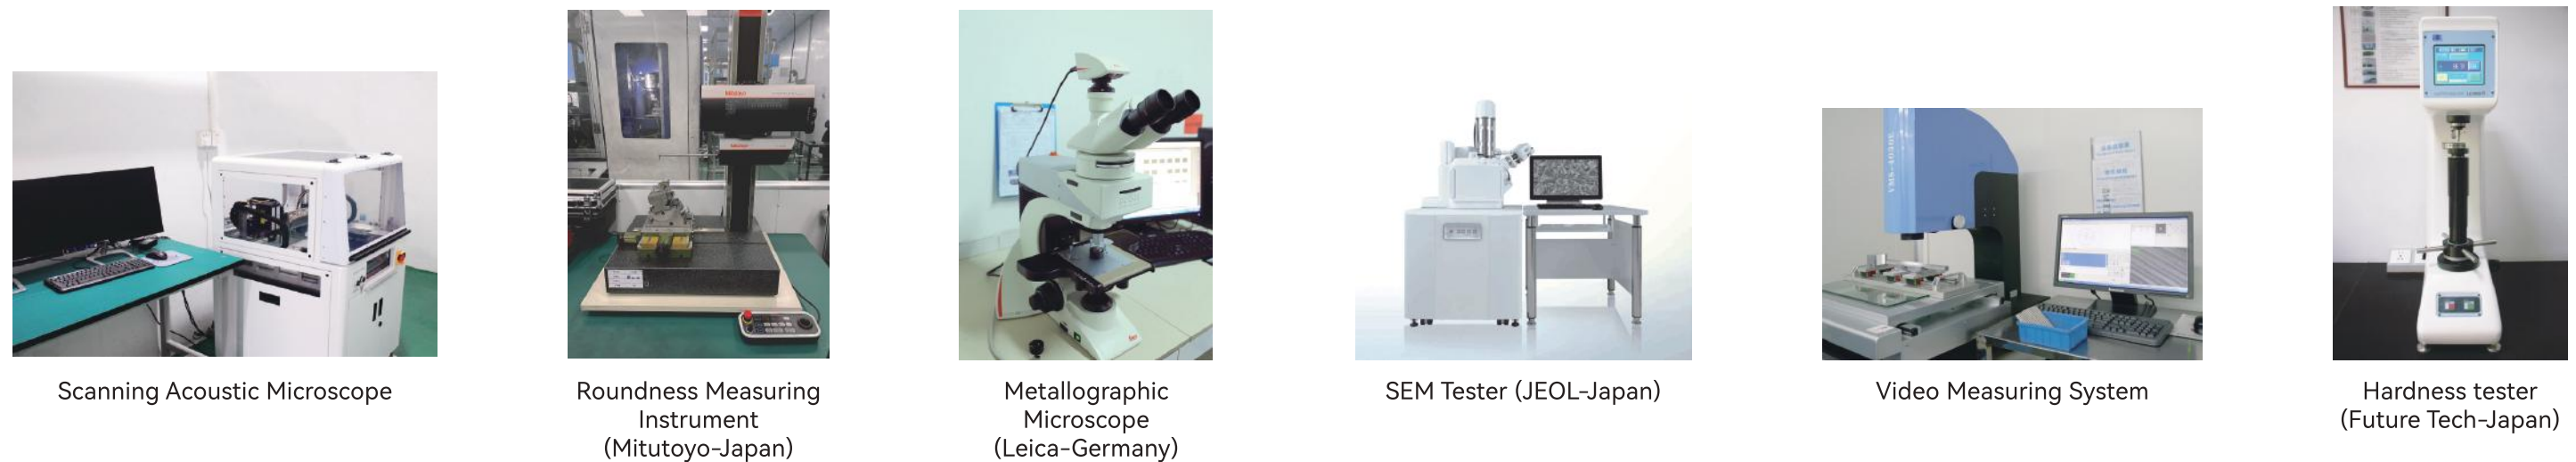 Scanning Acoustic Microscope
Roundness Measuring
Instrument
(Mitutoyo-Japan)
Metallographic
Microscope
(Leica-Germany)
SEM Tester (JEOL-Japan)
Video Measuring System
Hardness tester
(Future Tech-Japan)